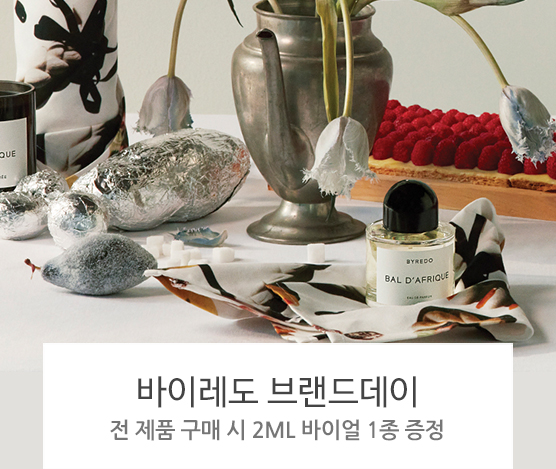 QUE
BYREDO
BAL D'AFRIQUE
EAU DE PARFUM
바이레도 브랜드데이
전 제품 구매 시 2ML 바이얼 1종 증정